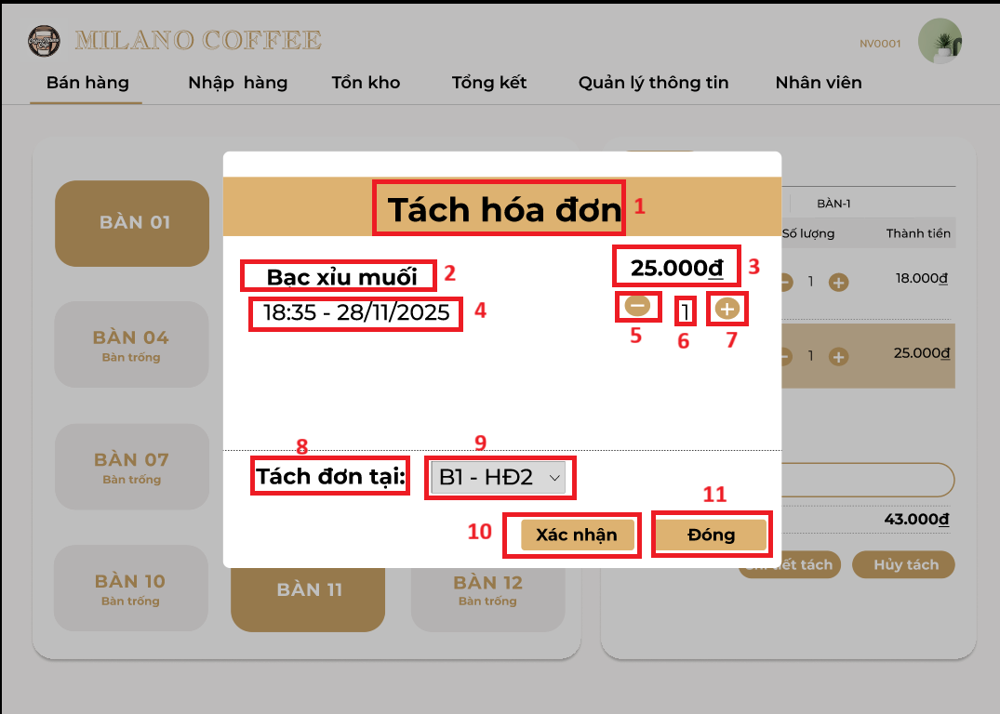 MILANO COFFEE
NV0001
Bán hàng Nhập hàng Tồn kho Tổng kết Quản lý thông tin Nhân viên
BÀN 01
BÀN 04
Bàn trống
BÀN 07
Bàn trống
BÀN 10
Bàn trống
BÀN 11
BÀN 12
Bàn trống
Tách hóa đơn 1
Bạc xỉu muối 2
25.000đ 3
18:35 - 28/11/2025 4
1
5 6 7
8 9
Tách đơn tại: B1 - HĐ2
11
10 Xác nhận Đóng
BÀN-1
Số lượng Thành tiền
1 18.000đ
1 25.000đ
43.000đ
tách Hủy tách